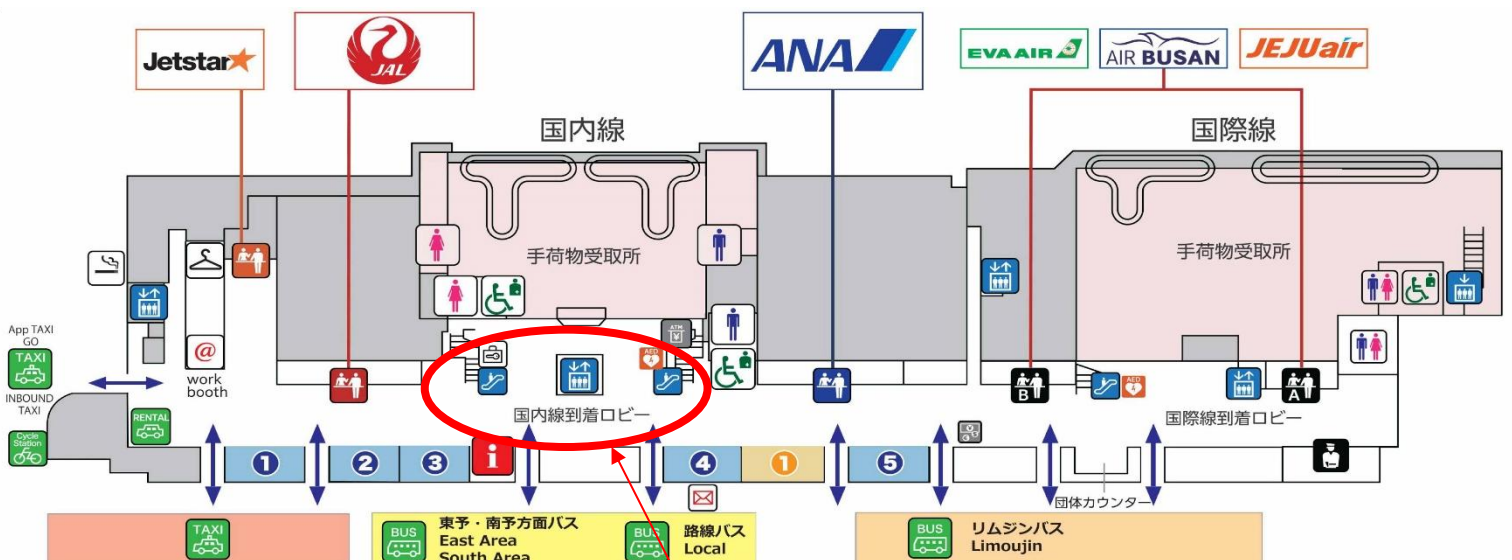 Jetstar
JAL
ANA
EVA AIR
AIR BUSAN
JEJUair
国内線
国際線
手荷物受取所
手荷物受取所
ATM
¥
AED
@
work
booth
App TAXI
GO
TAXI
INBOUND
TAXI
Cycle
Station
RENTAL
国内線到着ロビー
B
AED
A
国際線到着ロビー
1
2
3
i
4
1
5
団体カウンター
TAXI
BUS
東予・南予方面バス
East Area
South Area
BUS
路線バス
Local
BUS
リムジンバス
Limoujin